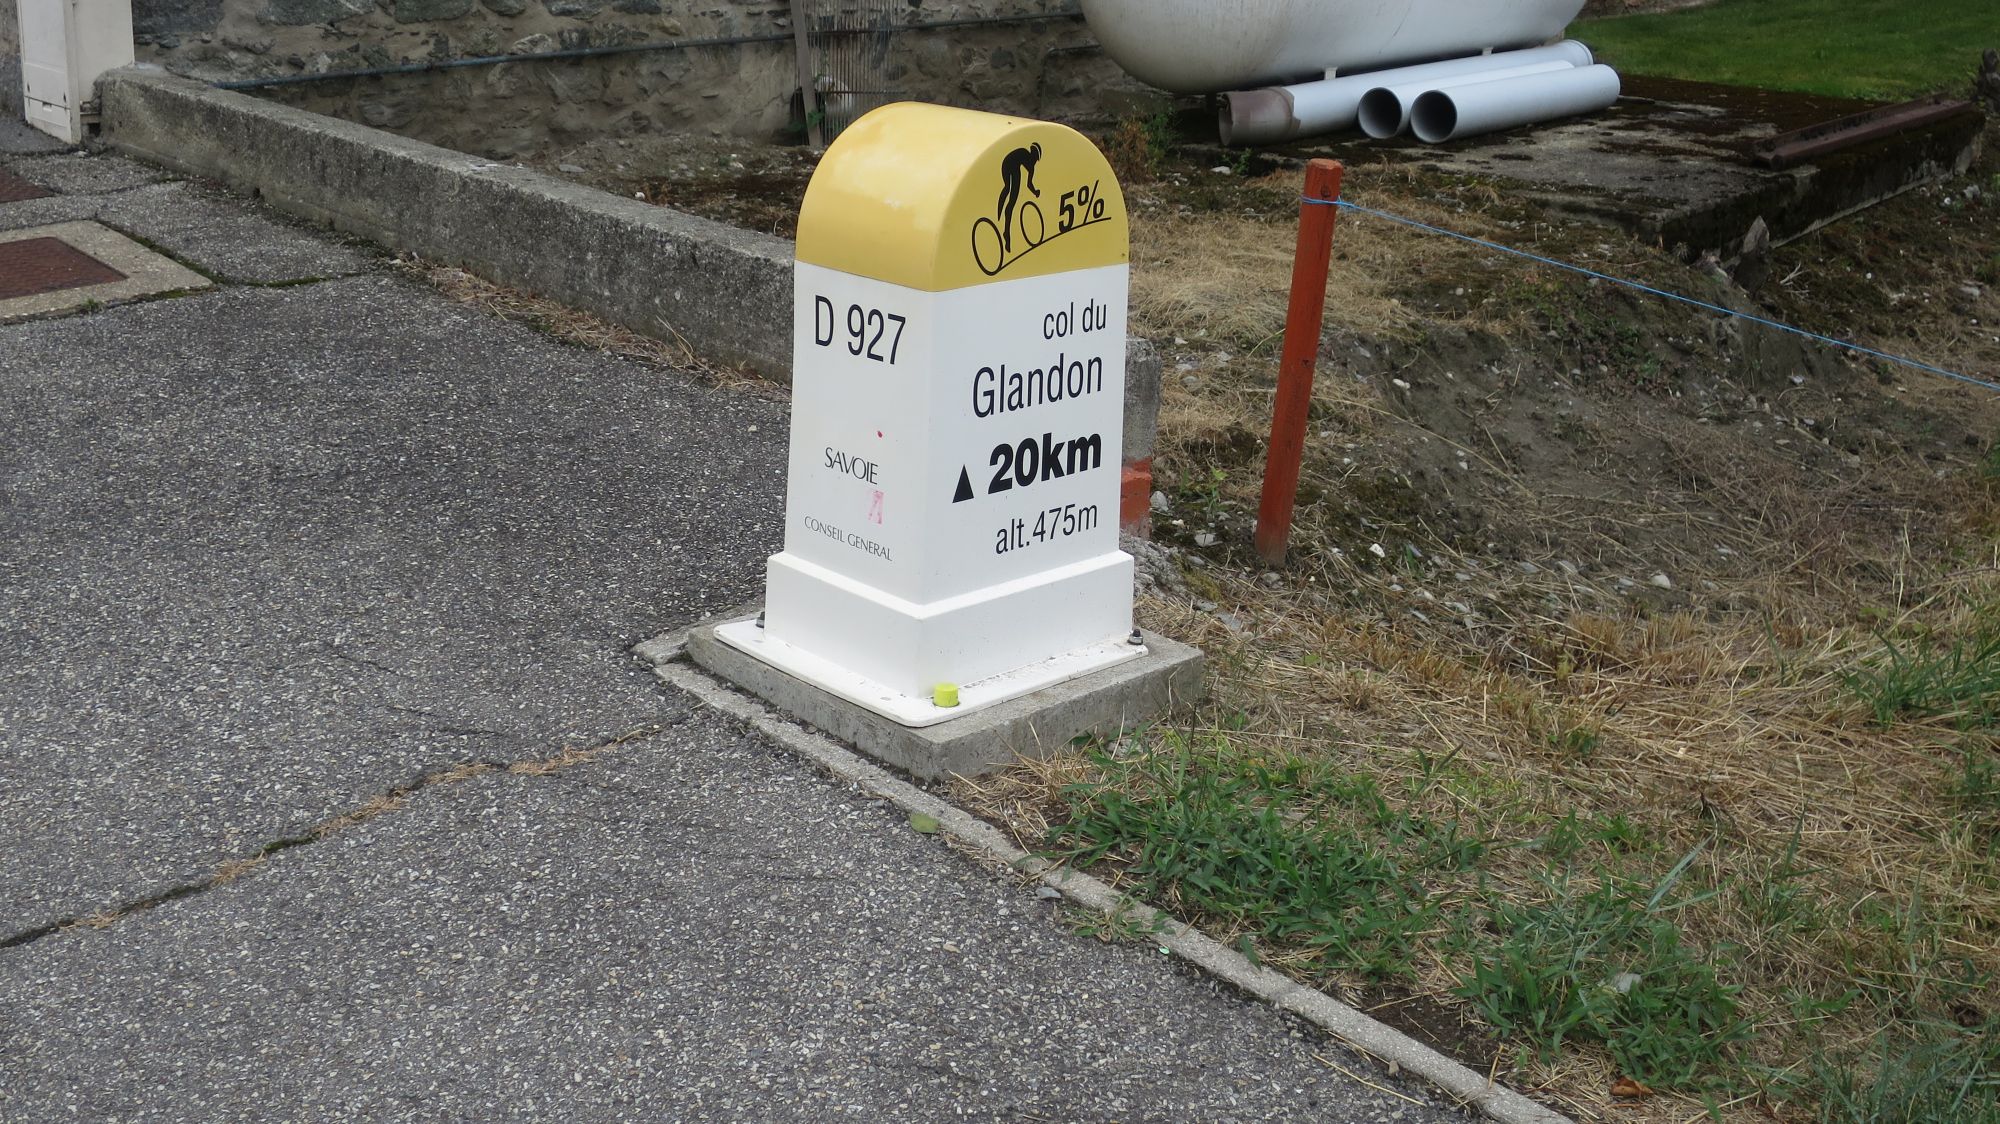 5%
D 927
SAVOIE
CONSEIL GENERAL
col du
Glandon
▲ 20km
alt.475m